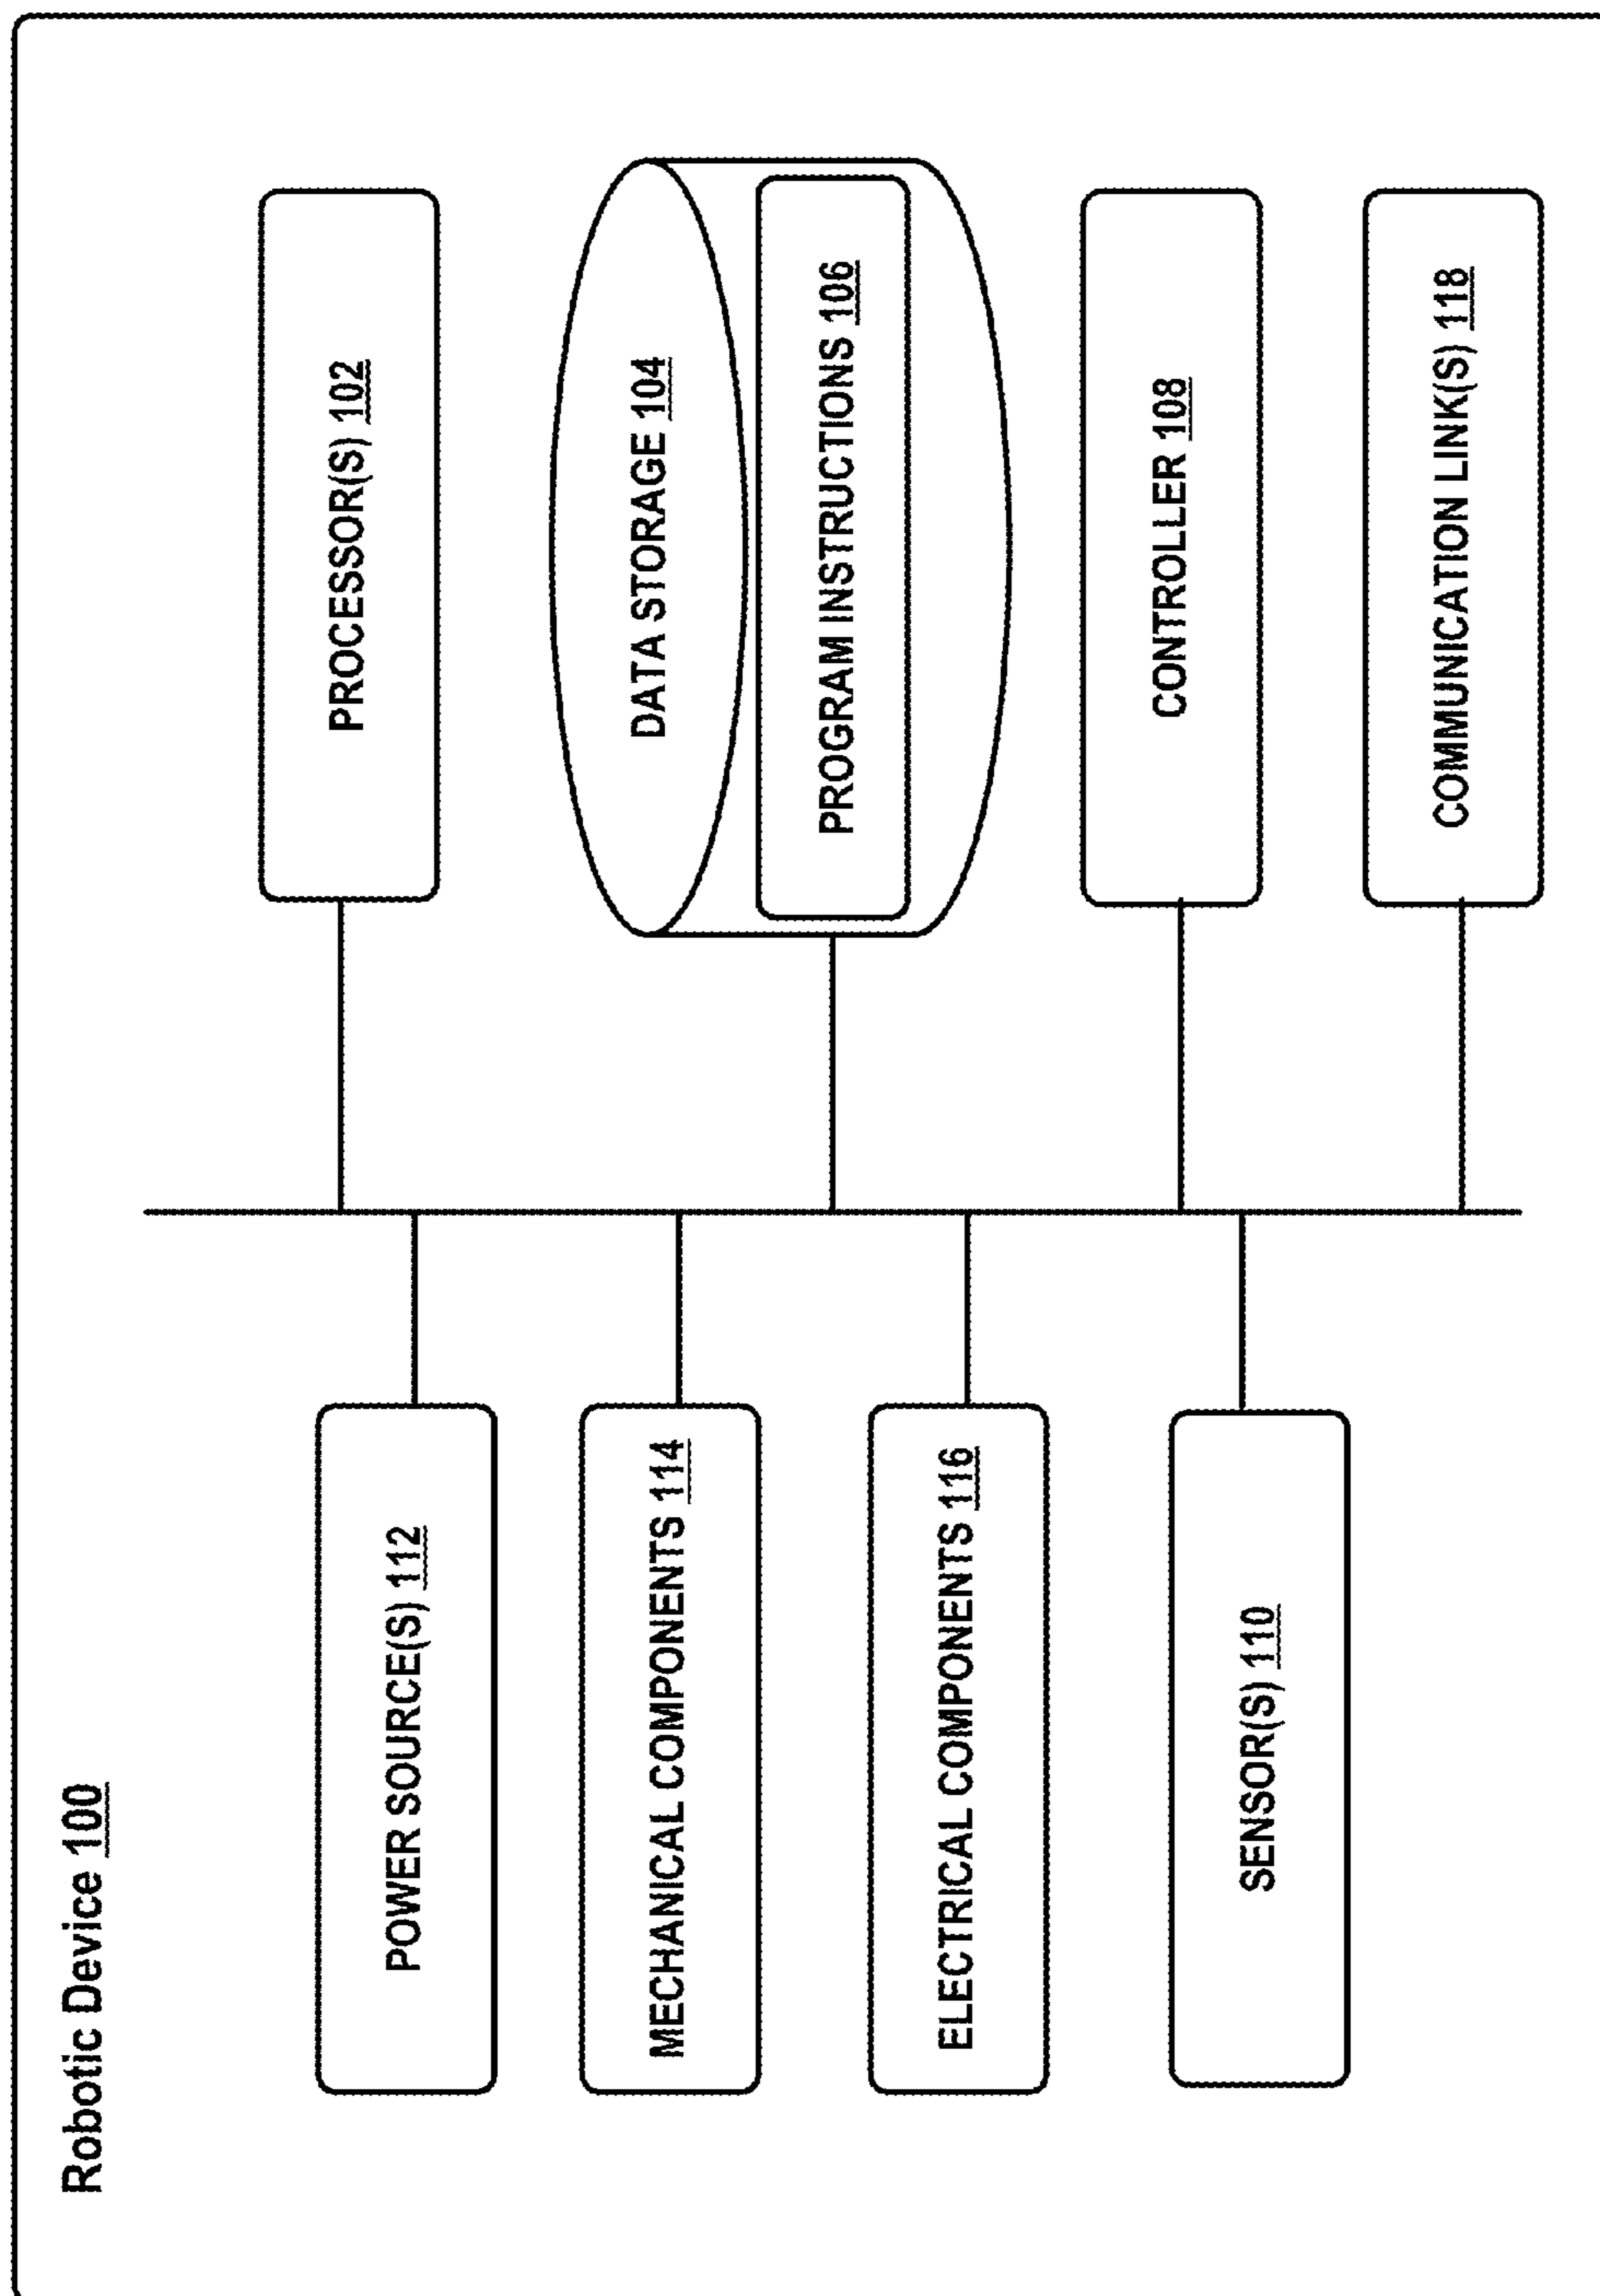 Robotic Device 100
POWER SOURCE(S) 112
MECHANICAL COMPONENTS 114
ELECTRICAL COMPONENTS 116
SENSOR(S) 110
PROCESSOR(S) 102
DATA STORAGE 104
PROGRAM INSTRUCTIONS 106
CONTROLLER 108
COMMUNICATION LINK(S) 118